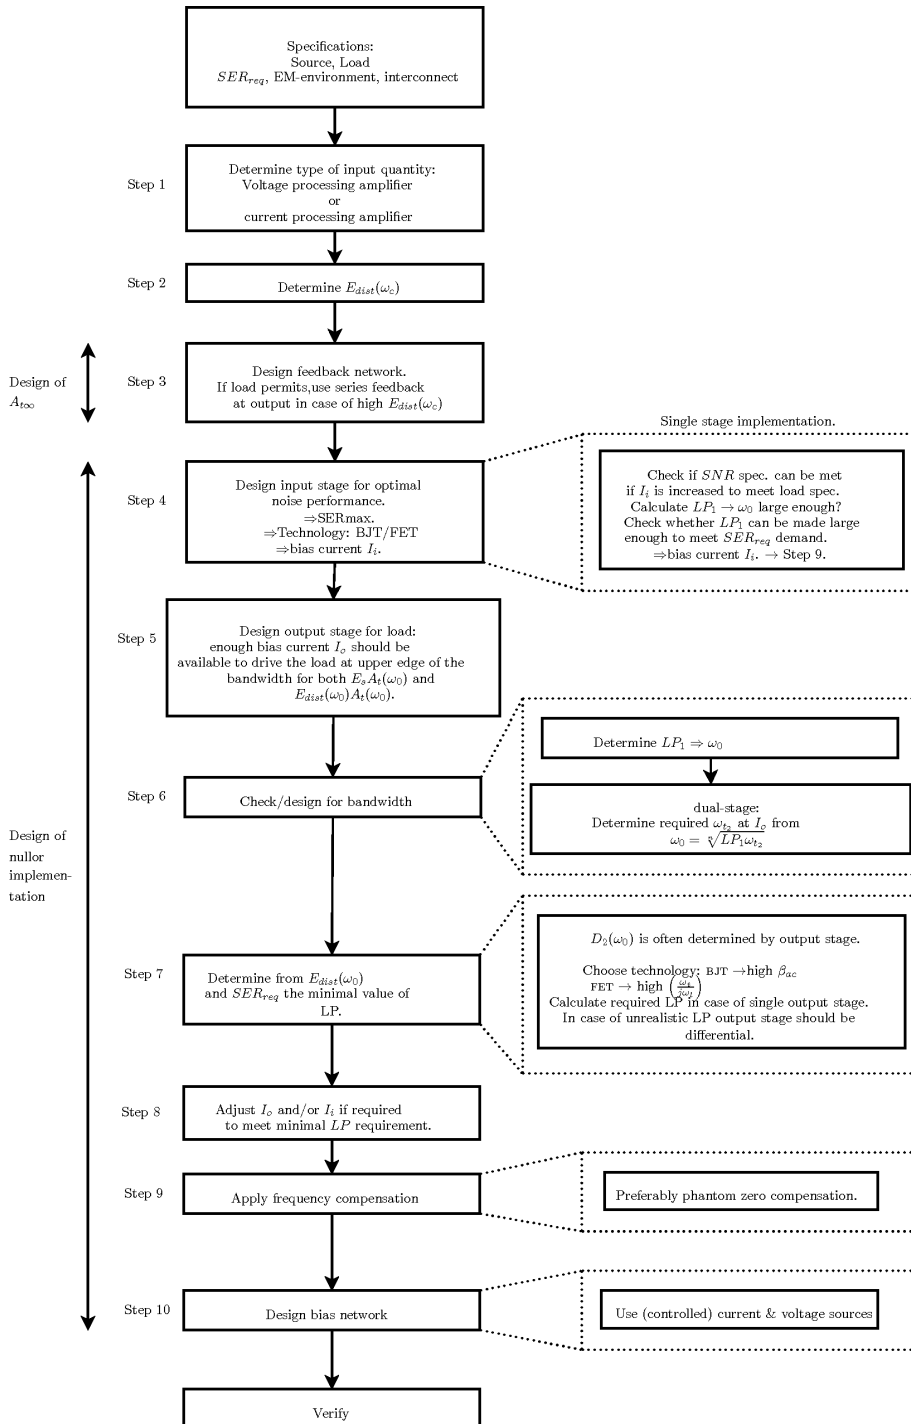 Specifications:
Source, Load
SER_req, EM-environment, interconnect
Step 1
Determine type of input quantity:
Voltage processing amplifier
or
current processing amplifier
Step 2
Determine E_dist(ω_c)
Design of
A_t∞
Step 3
Design feedback network.
If load permits,use series feedback
at output in case of high E_dist(ω_c)
Single stage implementation.
Step 4
Design input stage for optimal
noise performance.
⇒SERmax.
⇒Technology: BJT/FET
⇒bias current I_i.
Check if SNR spec. can be met
if I_i is increased to meet load spec.
Calculate LP_1 → ω_0 large enough?
Check whether LP_1 can be made large
enough to meet SER_req demand.
⇒bias current I_i. → Step 9.
Step 5
Design output stage for load:
enough bias current I_o should be
available to drive the load at upper edge of the
bandwidth for both E_sA_t(ω_0) and
E_dist(ω_0)A_t(ω_0).
Step 6
Check/design for bandwidth
Determine LP_1 ⇒ ω_0
dual-stage:
Determine required ω_t_2 at I_o from
ω_0 = ⁿ√(LP_1ω_t_2)
Design of
nullor
implemen-
tation
Step 7
Determine from E_dist(ω_0)
and SER_req the minimal value of
LP.
D_2(ω_0) is often determined by output stage.
Choose technology: BJT →high β_ac
FET → high (ω_t/jω_l)
Calculate required LP in case of single output stage.
In case of unrealistic LP output stage should be
differential.
Step 8
Adjust I_o and/or I_i if required
to meet minimal LP requirement.
Step 9
Apply frequency compensation
Preferably phantom zero compensation.
Step 10
Design bias network
Use (controlled) current & voltage sources
Verify